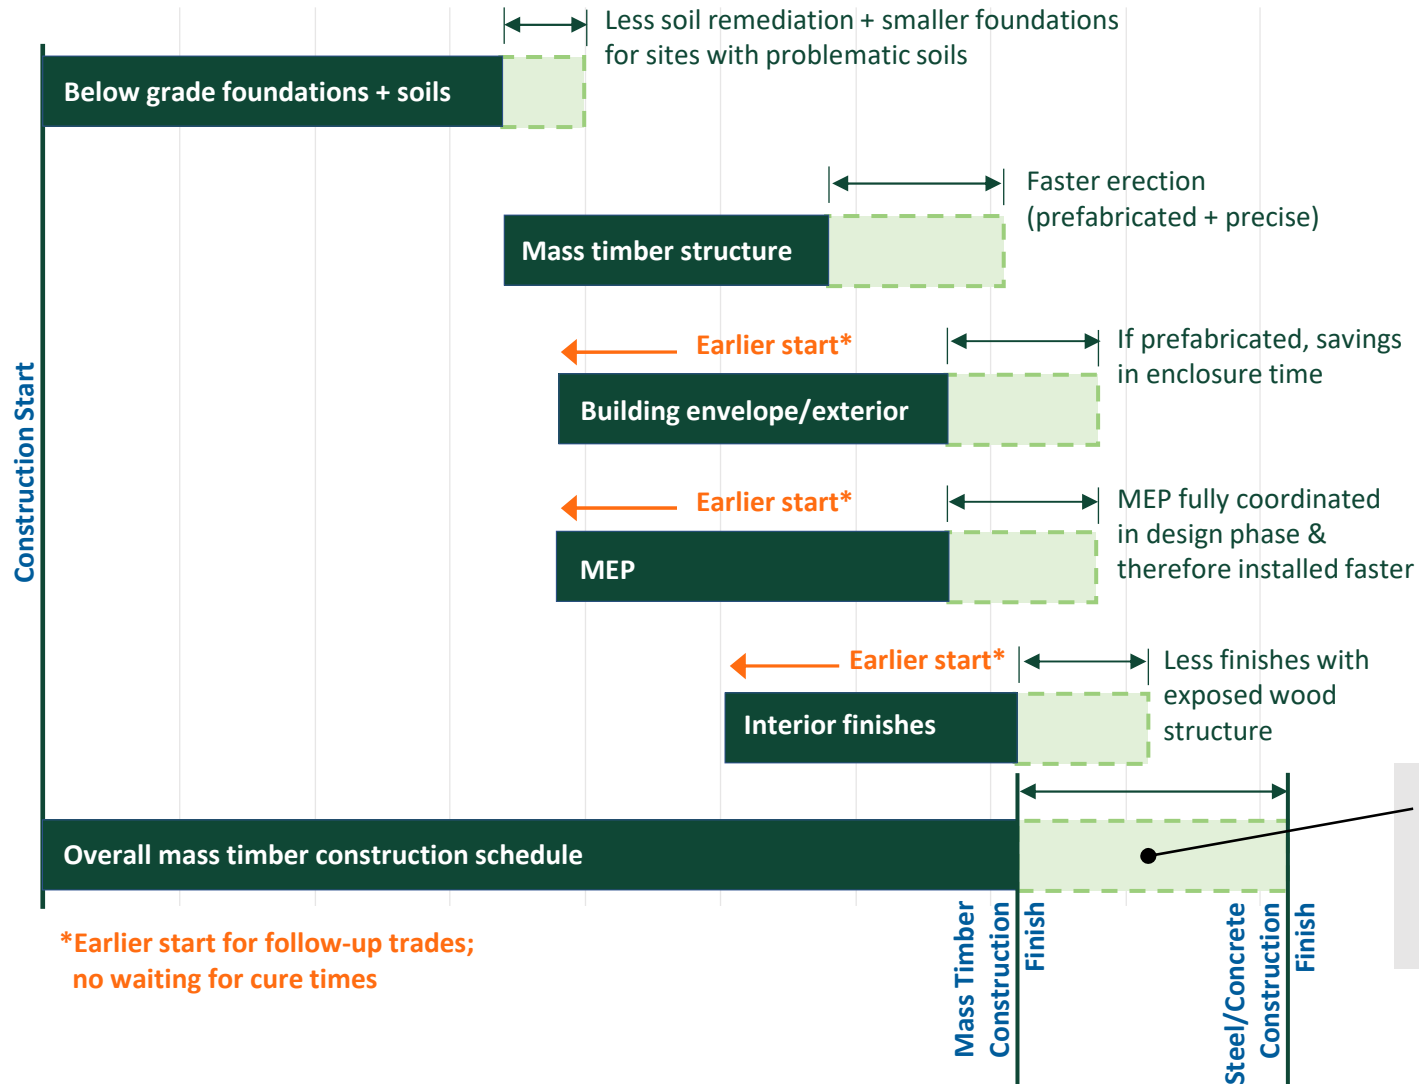 Less soil remediation + smaller foundations
for sites with problematic soils
Below grade foundations + soils
Faster erection
(prefabricated + precise)
Mass timber structure
Earlier start*
If prefabricated, savings
in enclosure time
Building envelope/exterior
Earlier start*
MEP fully coordinated
in design phase &
therefore installed faster
MEP
Earlier start*
Less finishes with
exposed wood
structure
Interior finishes
Construction Start
Overall mass timber construction schedule
*Earlier start for follow-up trades;
no waiting for cure times
Mass Timber
Construction
Finish
Steel/Concrete
Construction
Finish